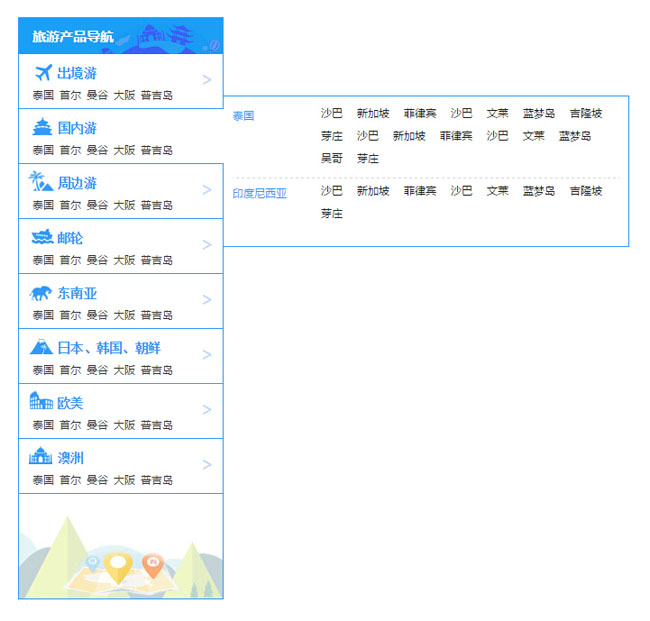 旅游产品导航
出境游
>
泰国 首尔 曼谷 大阪 普吉岛
国内游
泰国 首尔 曼谷 大阪 普吉岛
周边游
>
泰国 首尔 曼谷 大阪 普吉岛
邮轮
>
泰国 首尔 曼谷 大阪 普吉岛
东南亚
>
泰国 首尔 曼谷 大阪 普吉岛
日本、韩国、朝鲜
>
泰国 首尔 曼谷 大阪 普吉岛
欧美
>
泰国 首尔 曼谷 大阪 普吉岛
澳洲
>
泰国 首尔 曼谷 大阪 普吉岛
泰国
沙巴 新加坡 菲律宾 沙巴 文莱 蓝梦岛 吉隆坡
芽庄 沙巴 新加坡 菲律宾 沙巴 文莱 蓝梦岛
吴哥 芽庄
印度尼西亚
沙巴 新加坡 菲律宾 沙巴 文莱 蓝梦岛 吉隆坡
芽庄